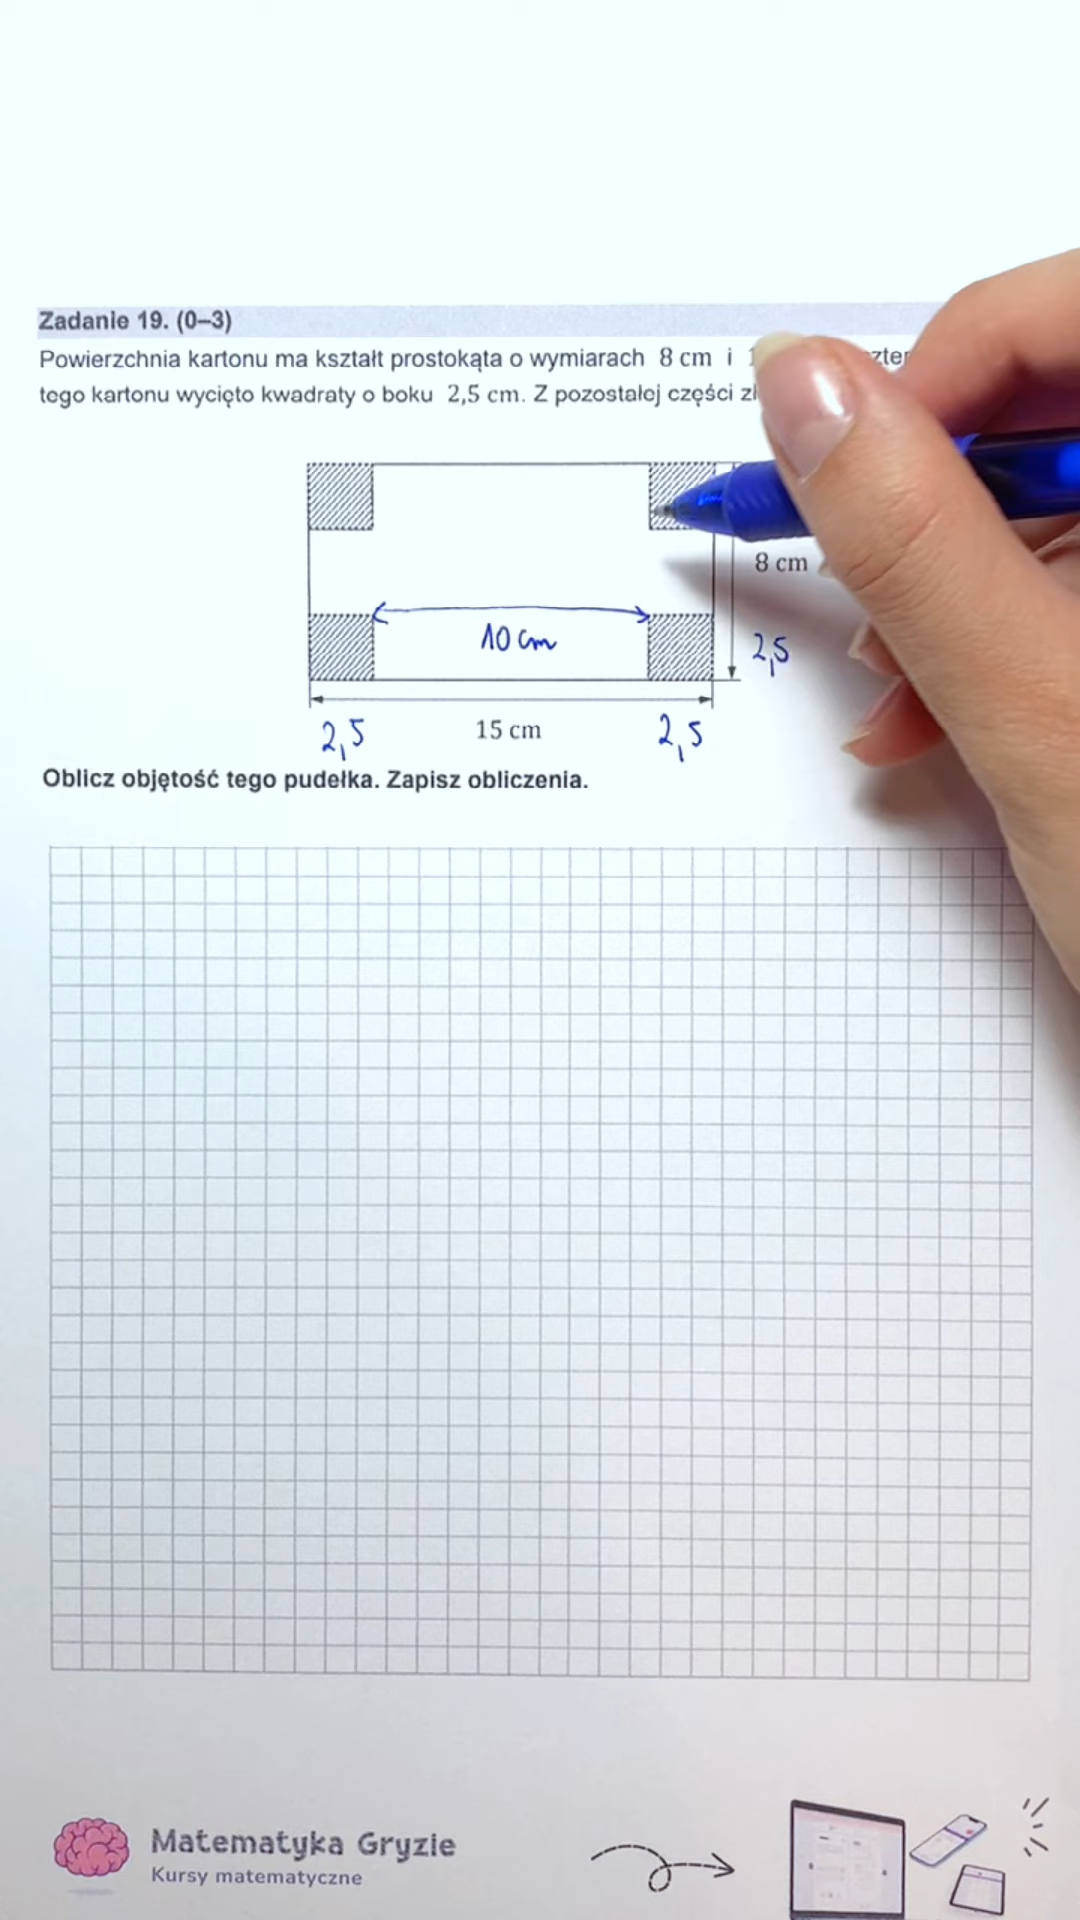 Zadanie 19. (0–3)
Powierzchnia kartonu ma kształt prostokąta o wymiarach 8 cm i
tego kartonu wycięto kwadraty o boku 2,5 cm. Z pozostałej części
8 cm
10 cm
2,5
2,5
15 cm
2,5
Oblicz objętość tego pudełka. Zapisz obliczenia.
Matematyka Gryzie
Kursy matematyczne